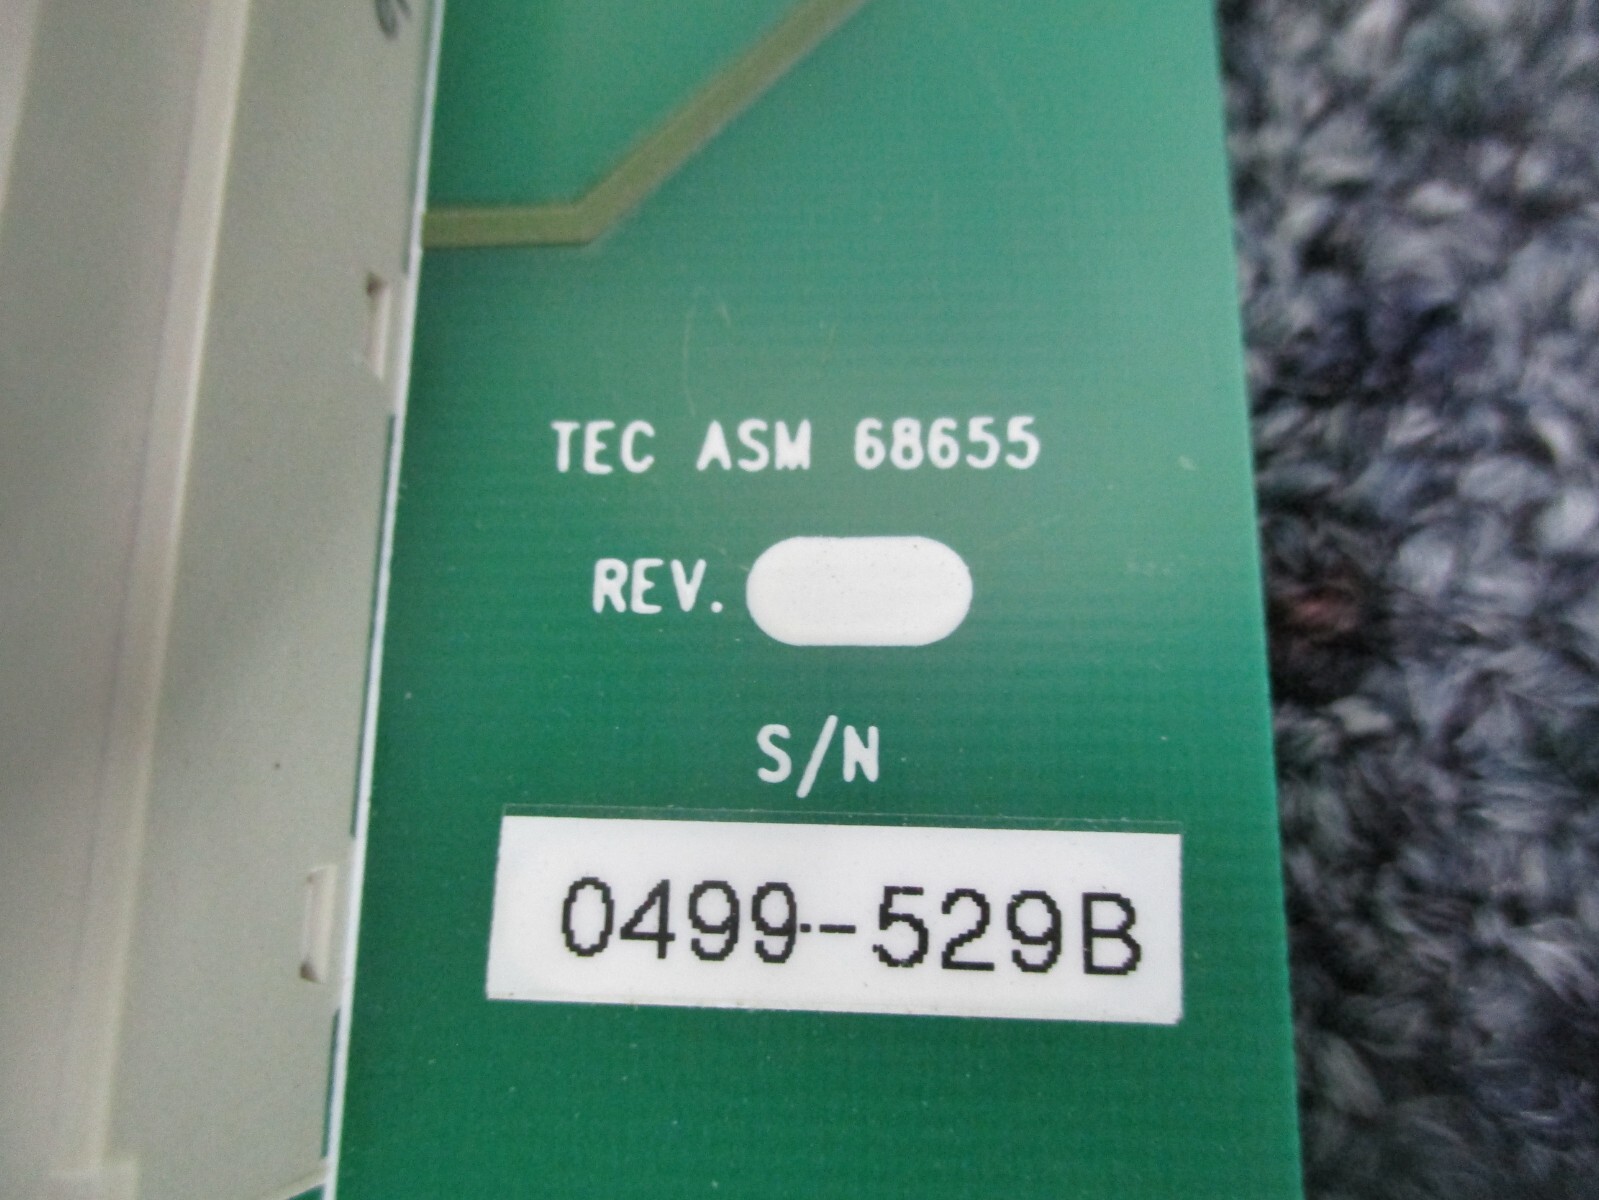 TEC ASM 68655
REV.
S/N
0499-529B